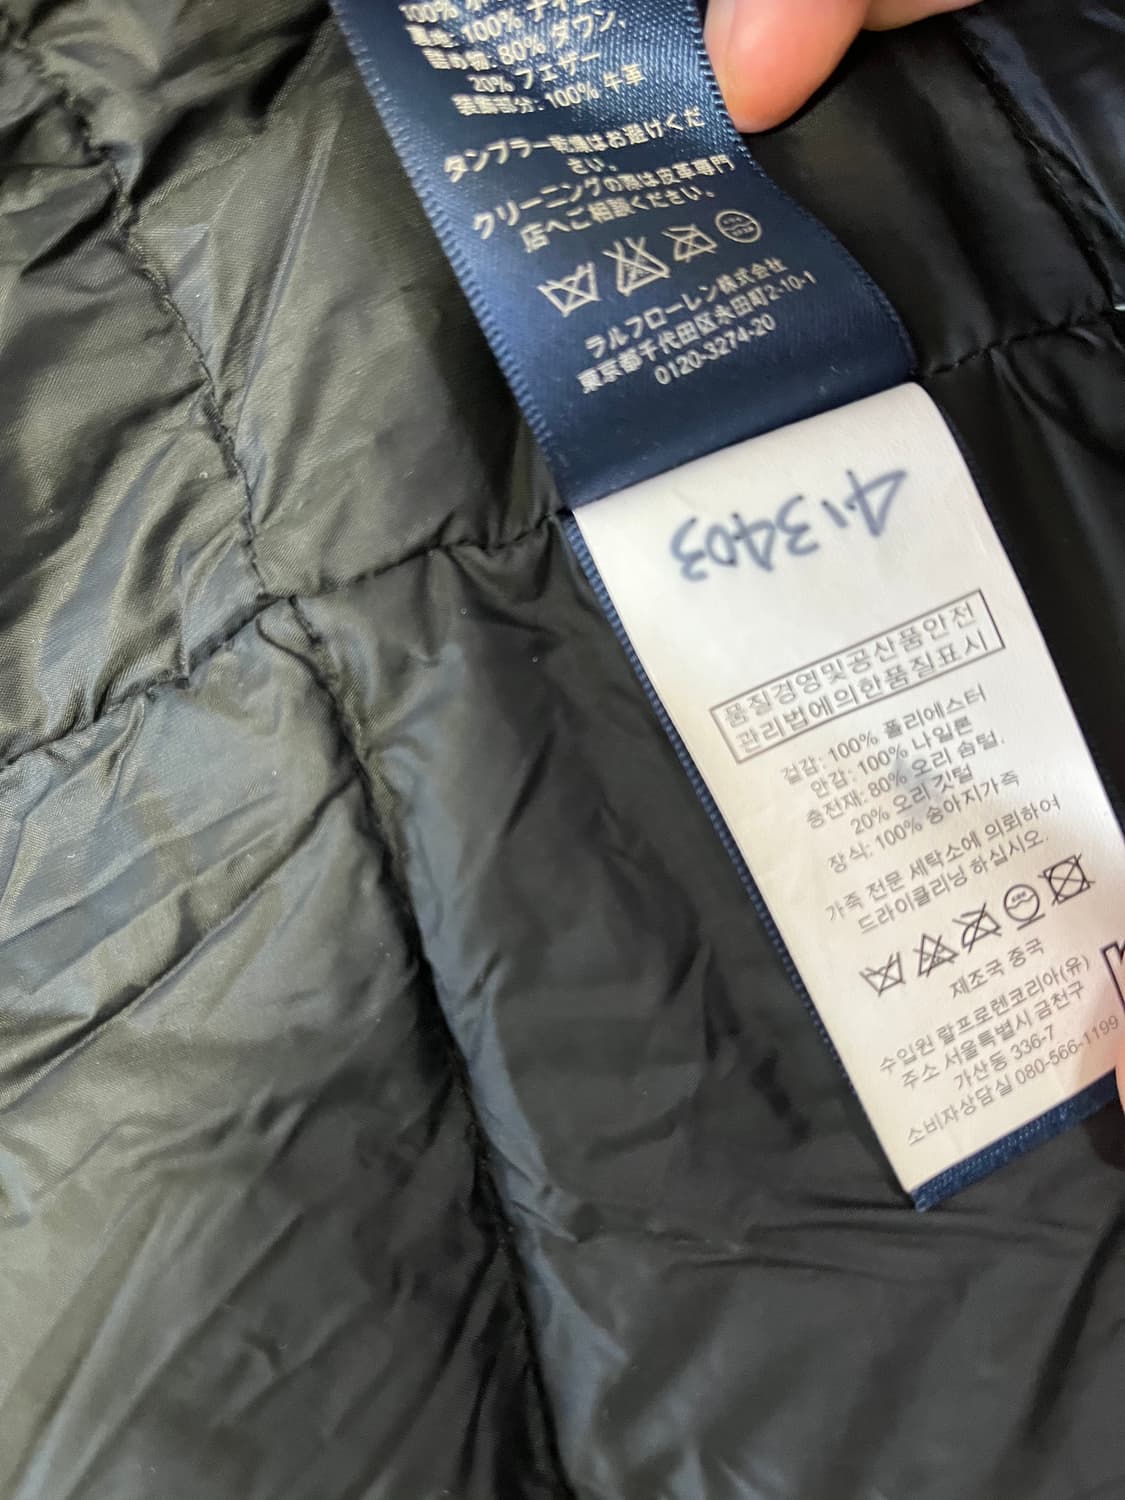 100%
裏地: 100% ナイロ
詰め物: 80% ダウン,
20% フェザー
装飾部分: 100% 牛革
タンブラー乾燥はお避けくだ
さい。
クリーニングの際は皮革専門
店へご相談ください。
ラルフローレン株式会社
東京都千代田区永田町2-10-1
0120-3274-20
품질경영및공산품안전
관리법에의한품질표시
겉감: 100% 폴리에스터
안감: 100% 나일론
충전재: 80% 오리 솜털.
20% 오리 깃털
장식: 100% 송아지가죽
가죽 전문 세탁소에 의뢰하여
드라이클리닝 하십시오.
제조국 중국
수입원 랄프로렌코리아(유)
주소 서울특별시 금천구
가산동 336-7
소비자상담실 080-566-1199